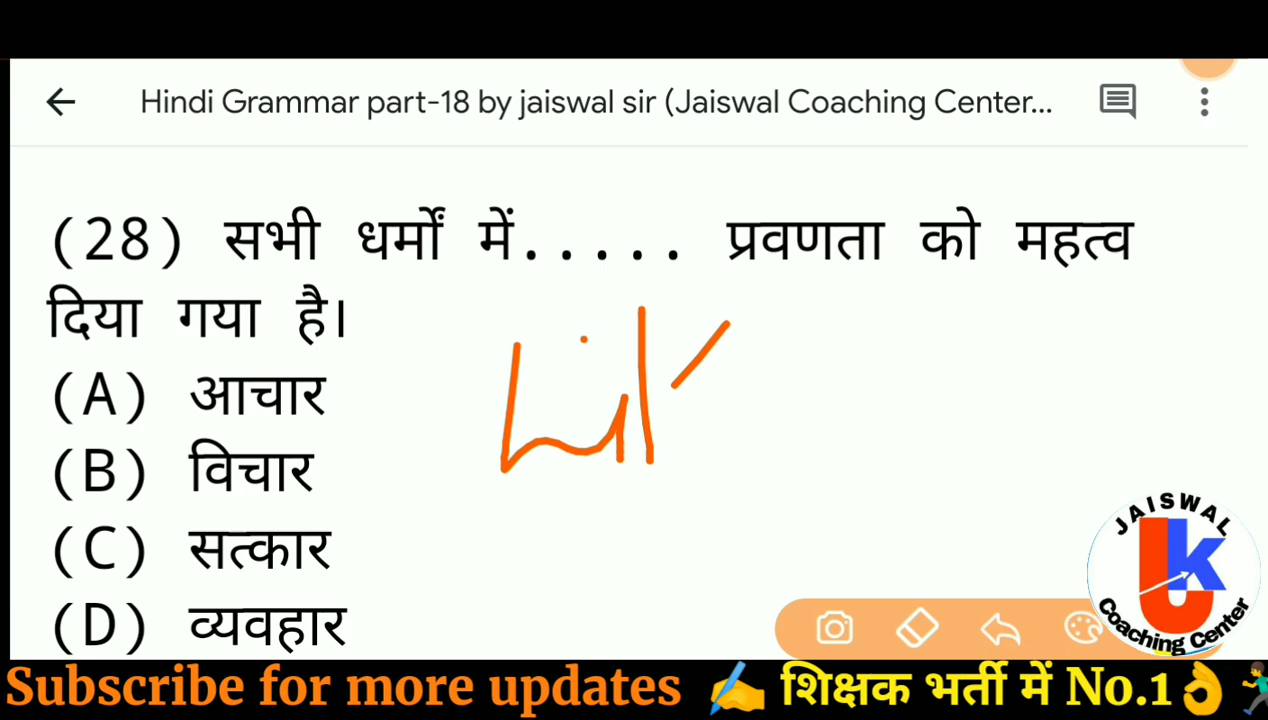 Hindi Grammar part-18 by jaiswal sir (Jaiswal Coaching Center...
(28) सभी धर्मों में..... प्रवणता को महत्व
दिया गया है।
(A) आचार
(B) विचार
(C) सत्कार
(D) व्यवहार
JAISWAL
UK
Coaching Center
Subscribe for more updates ✍ शिक्षक भर्ती में No.1👌